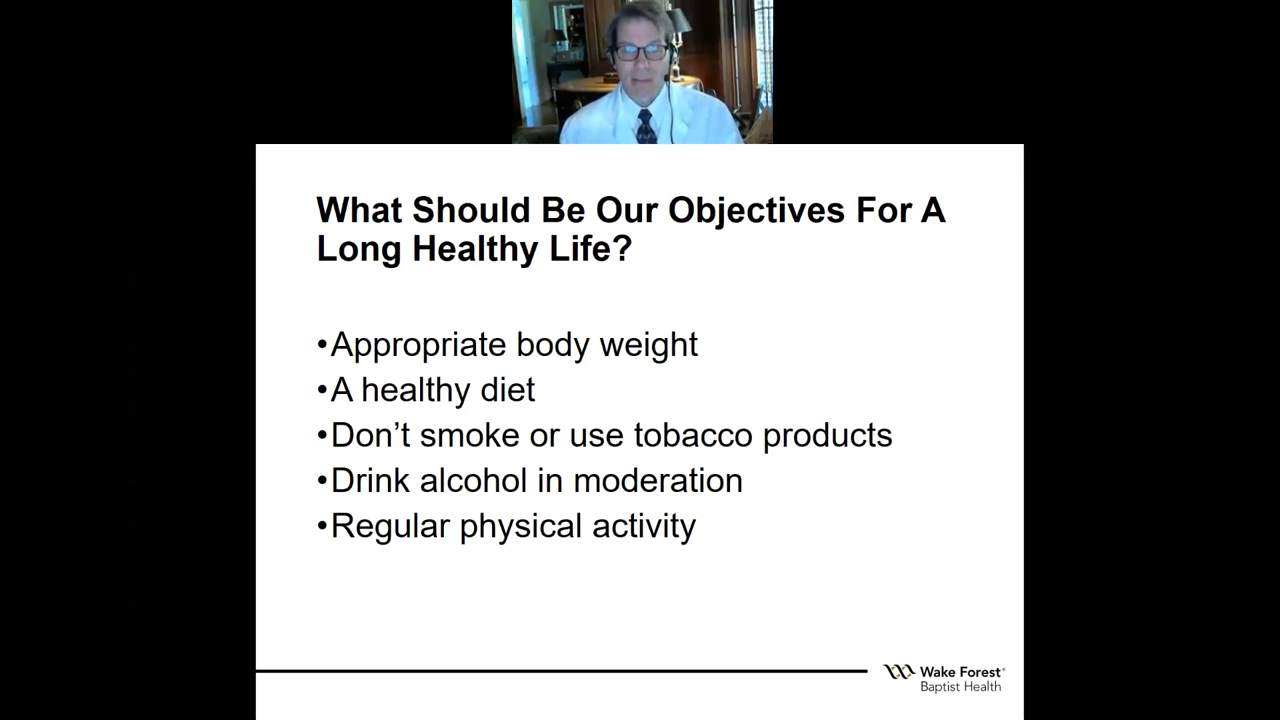 What Should Be Our Objectives For A
Long Healthy Life?
•Appropriate body weight
•A healthy diet
•Don’t smoke or use tobacco products
•Drink alcohol in moderation
•Regular physical activity
Wake Forest®
Baptist Health